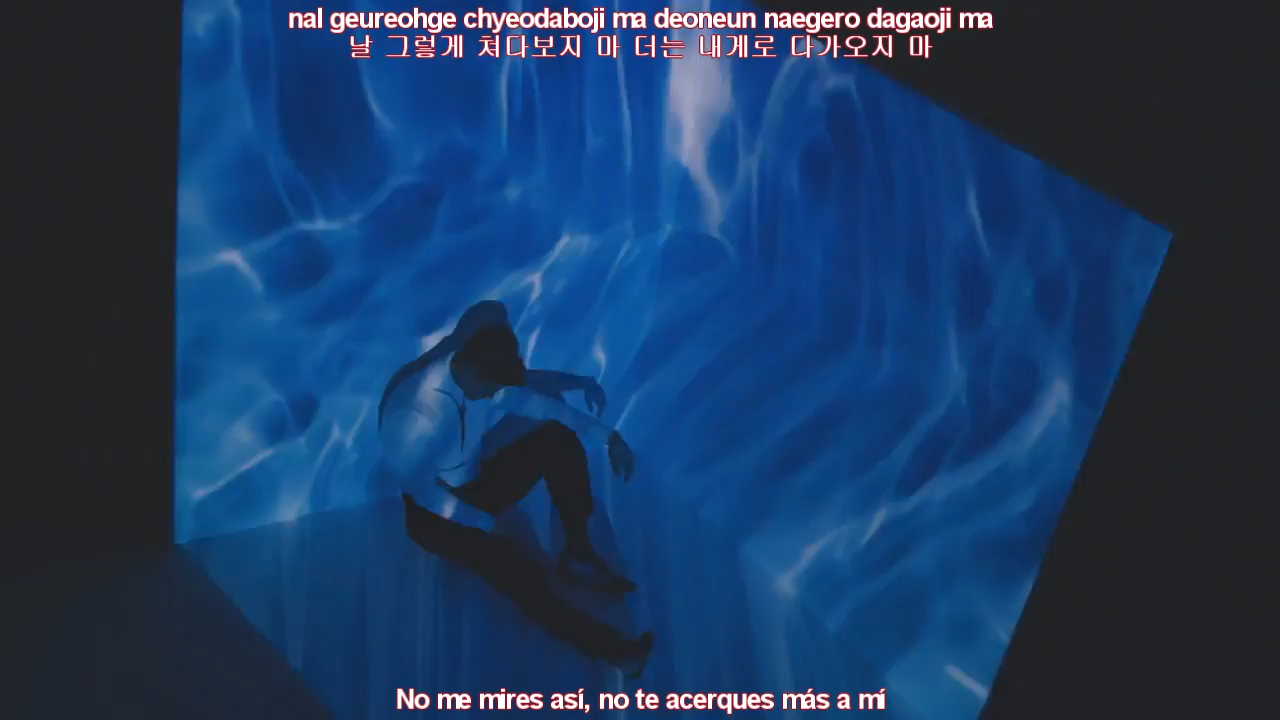 nal geureohge chyeodaboji ma deoneun naegero dagaoji ma
날 그렇게 쳐다보지 마 더는 내게로 다가오지 마
No me mires así, no te acerques más a mí